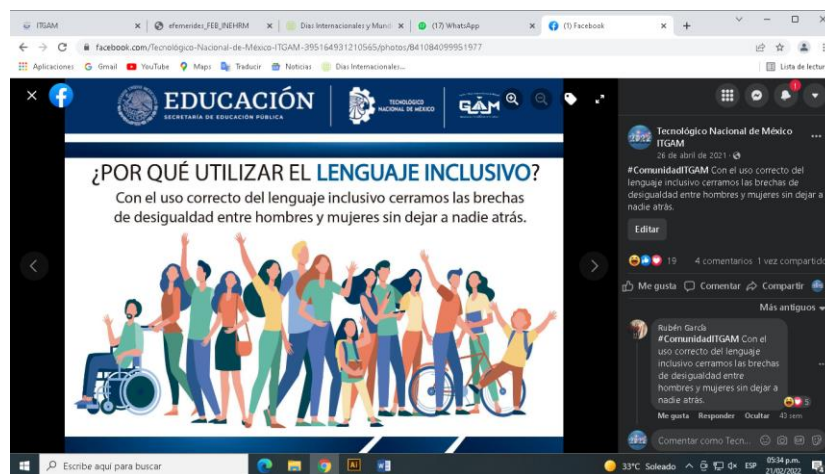 ITGAM
efemerides_FEB_INEHRM
Dias Internacionales y Mundi
(17) WhatsApp
(1) Facebook
facebook.com/Tecnológico-Nacional-de-México-ITGAM-395164931210565/photos/841084099951977
Aplicaciones
Gmail
YouTube
Maps
Traducir
Noticias
Dias Internacionales...
Lista de lectur
EDUCACIÓN
SECRETARÍA DE EDUCACIÓN PÚBLICA
TECNOLÓGICO
NACIONAL DE MÉXICO
GAM
¿POR QUÉ UTILIZAR EL LENGUAJE INCLUSIVO?
Con el uso correcto del lenguaje inclusivo cerramos las brechas
de desigualdad entre hombres y mujeres sin dejar a nadie atrás.
Tecnológico Nacional de México
ITGAM
26 de abril de 2021
#ComunidadITGAM Con el uso correcto del
lenguaje inclusivo cerramos las brechas de
desigualdad entre hombres y mujeres sin dejar a
nadie atrás.
Editar
19 4 comentarios 1 vez compartido
Me gusta Comentar Compartir
Más antiguos
Rubén García
#ComunidadITGAM Con el
uso correcto del lenguaje
inclusivo cerramos las brechas
de desigualdad entre
hombres y mujeres sin dejar a
nadie atrás.
5
Me gusta Responder Ocultar 43 sem
Comentar como Tecn...
Escribe aquí para buscar
Ai
33°C Soleado
ESP
05:34 p.m.
21/02/2022